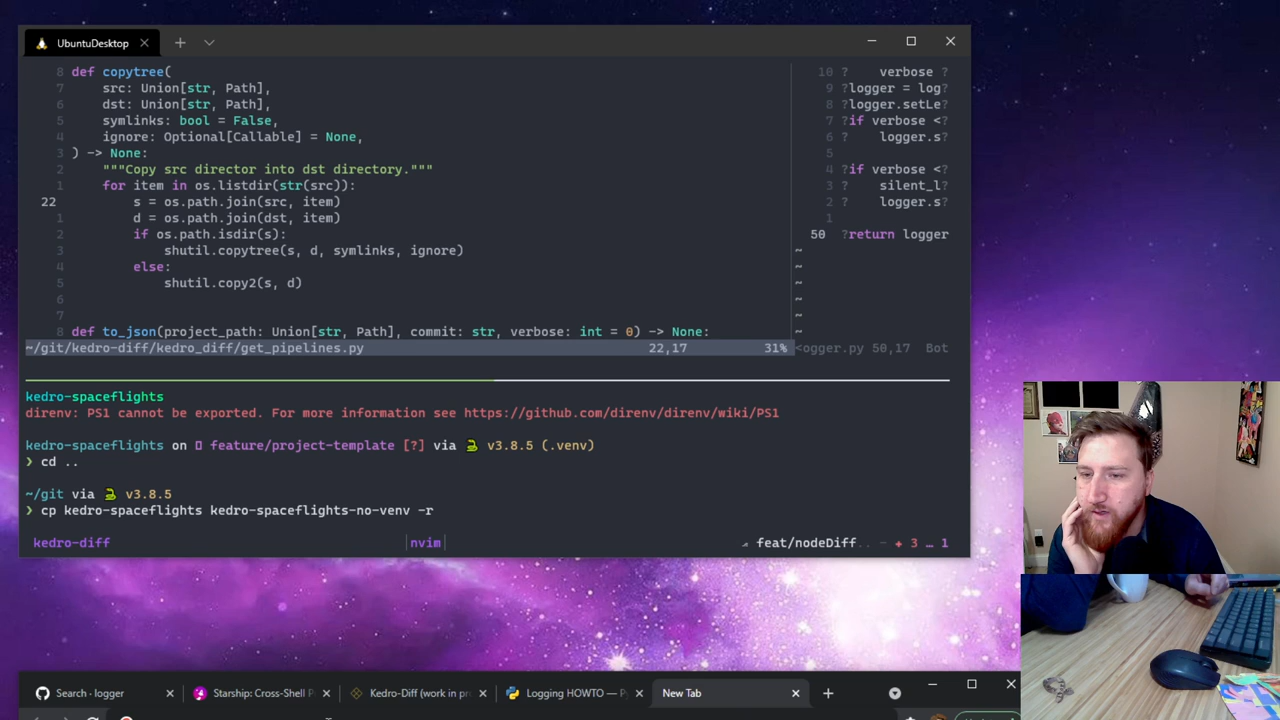 UbuntuDesktop
8 def copytree(
7 src: Union[str, Path],
6 dst: Union[str, Path],
5 symlinks: bool = False,
4 ignore: Optional[Callable] = None,
3 ) -> None:
2 """Copy src director into dst directory."""
1 for item in os.listdir(str(src)):
22 s = os.path.join(src, item)
1 d = os.path.join(dst, item)
2 if os.path.isdir(s):
3 shutil.copytree(s, d, symlinks, ignore)
4 else:
5 shutil.copy2(s, d)
6
7
8 def to_json(project_path: Union[str, Path], commit: str, verbose: int = 0) -> None:
~/git/kedro-diff/kedro_diff/get_pipelines.py 22,17 31%
10 ? verbose ?
9 ?logger = log?
8 ?logger.setLe?
7 ?if verbose <?
6 ? logger.s?
5
4 ?if verbose <?
3 ? silent_l?
2 ? logger.s?
1
50 ?return logger
~
~
~
~
~
~
<ogger.py 50,17 Bot
kedro-spaceflights
direnv: PS1 cannot be exported. For more information see https://github.com/direnv/direnv/wiki/PS1
kedro-spaceflights on feature/project-template [?] via v3.8.5 (.venv)
❯ cd ..
~/git via v3.8.5
❯ cp kedro-spaceflights kedro-spaceflights-no-venv -r
kedro-diff nvim feat/nodeDiff.. 3 … 1
Search · logger
Starship: Cross-Shell P
Kedro-Diff (work in pr
Logging HOWTO — P
New Tab